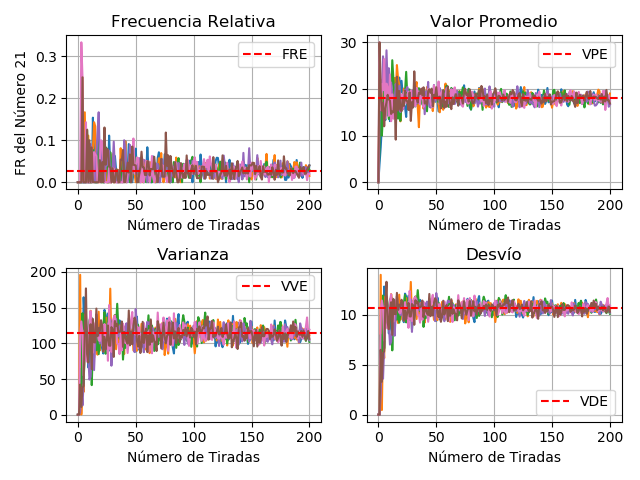 Frecuencia Relativa
FR del Número 21
0.3
0.2
0.1
0.0
FRE
0 50 100 150 200
Número de Tiradas
Valor Promedio
30
20
10
0
VPE
0 50 100 150 200
Número de Tiradas
Varianza
200
150
100
50
0
VVE
0 50 100 150 200
Número de Tiradas
Desvío
10
5
0
VDE
0 50 100 150 200
Número de Tiradas